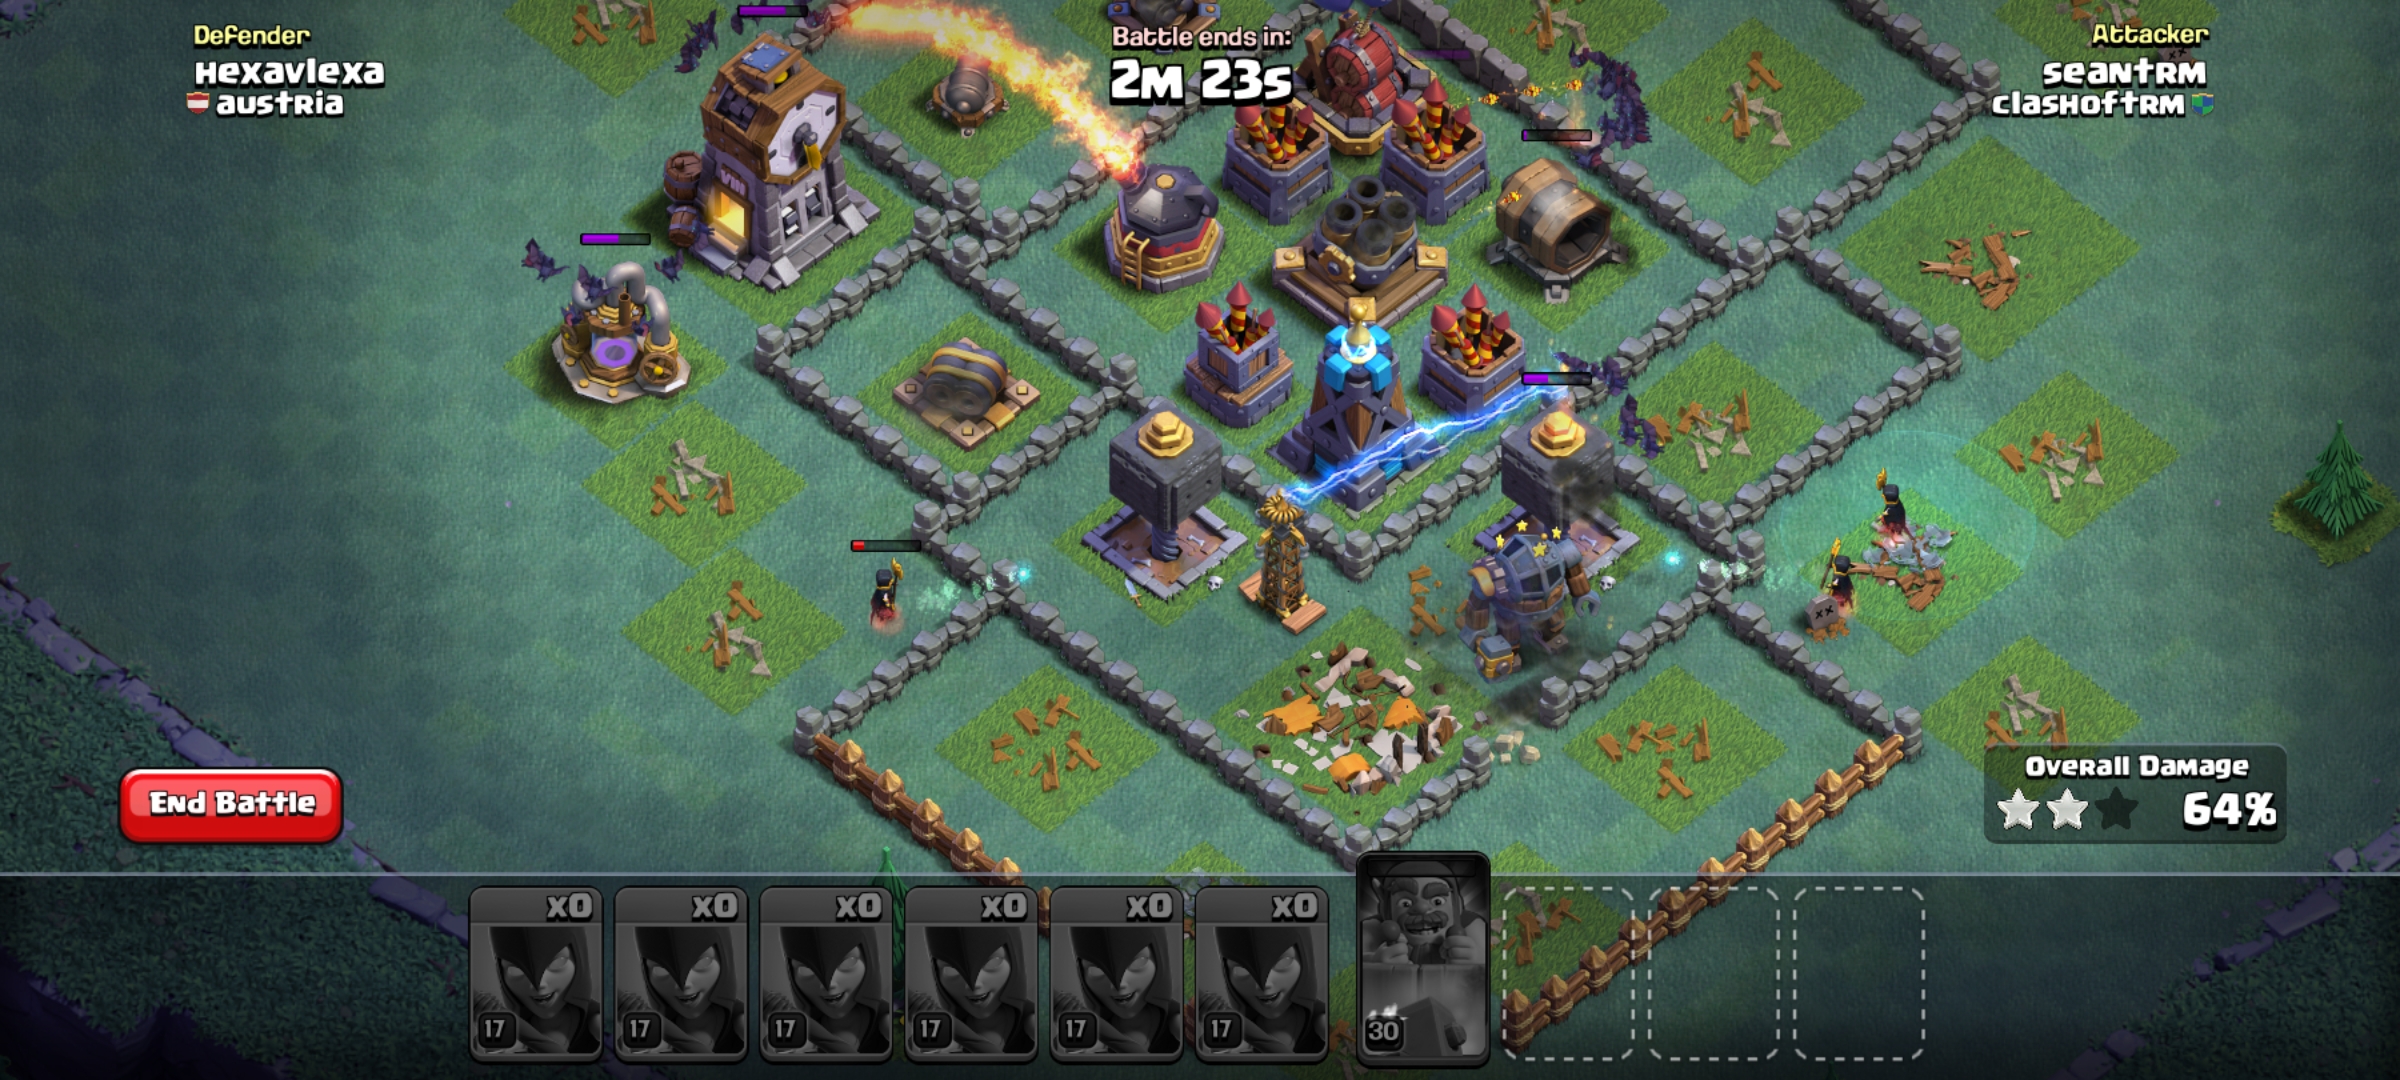 Defender
Hexavlexa
austria
Battle ends in:
2M 23s
Attacker
seantRM
clashoftRM
VIII
End Battle
Overall Damage
64%
x0
x0
x0
x0
x0
x0
17
17
17
17
17
17
30